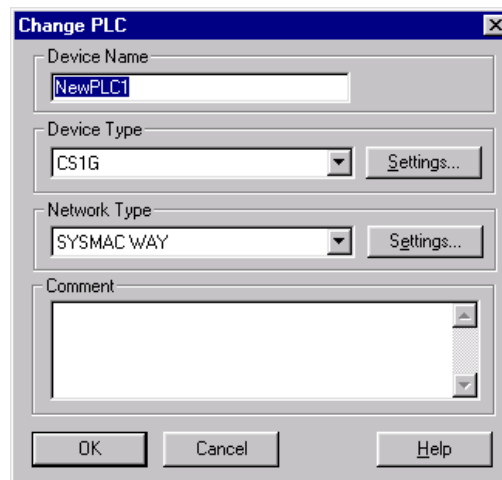 Change PLC
Device Name
NewPLC1
Device Type
CS1G
Settings...
Network Type
SYSMAC WAY
Settings...
Comment
OK
Cancel
Help